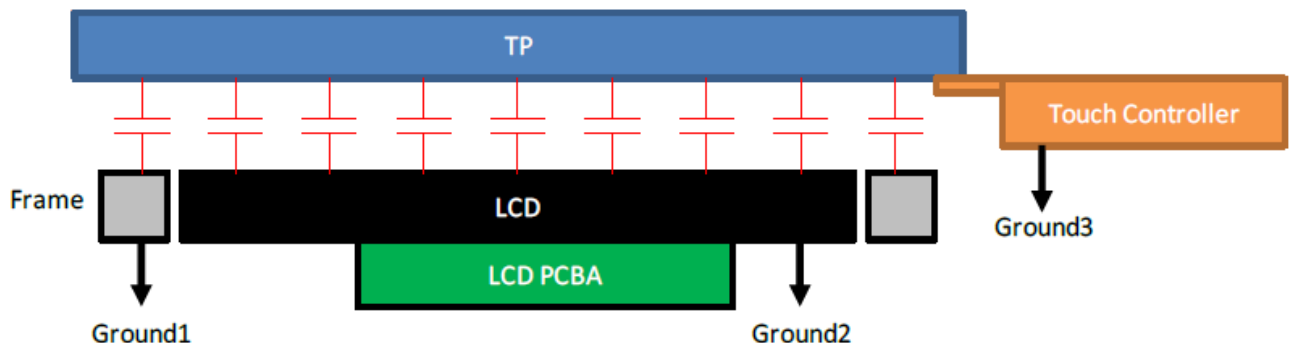 TP
Touch Controller
Frame
LCD
Ground3
LCD PCBA
Ground1
Ground2